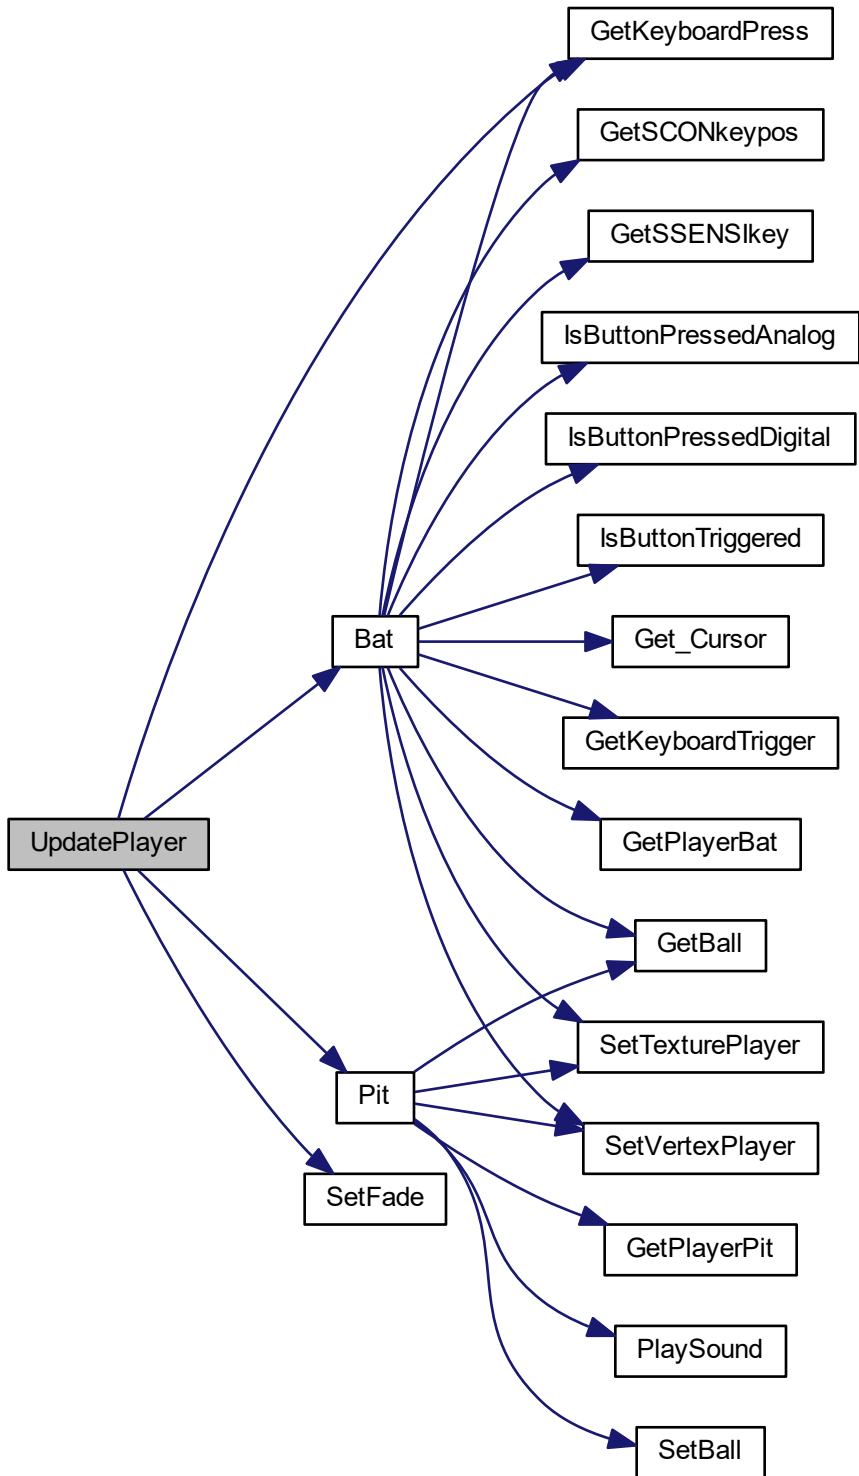 GetKeyboardPress
GetSCONkeypos
GetSSENSIkey
IsButtonPressedAnalog
IsButtonPressedDigital
IsButtonTriggered
Bat
Get_Cursor
GetKeyboardTrigger
UpdatePlayer
GetPlayerBat
GetBall
SetTexturePlayer
Pit
SetVertexPlayer
SetFade
GetPlayerPit
PlaySound
SetBall